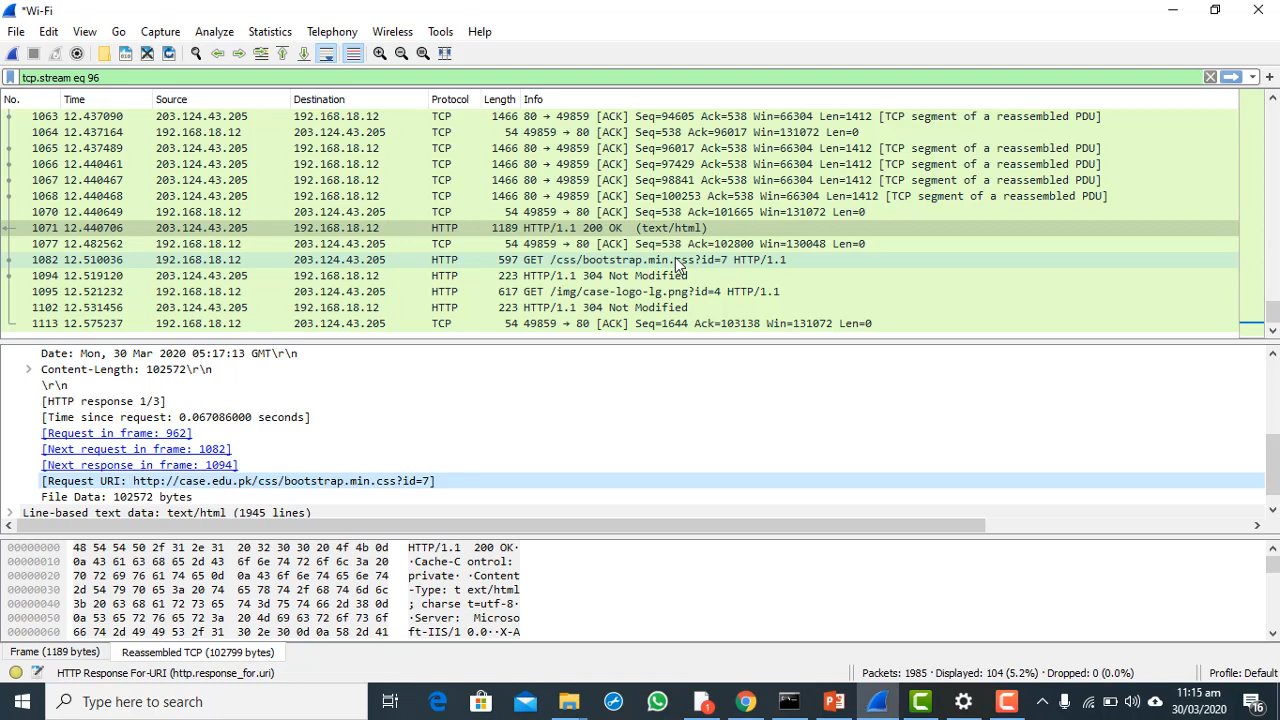 *Wi-Fi
File Edit View Go Capture Analyze Statistics Telephony Wireless Tools Help
tcp.stream eq 96
No. Time Source Destination Protocol Length Info
1063 12.437090 203.124.43.205 192.168.18.12 TCP 1466 80 → 49859 [ACK] Seq=94605 Ack=538 Win=66304 Len=1412 [TCP segment of a reassembled PDU]
1064 12.437164 192.168.18.12 203.124.43.205 TCP 54 49859 → 80 [ACK] Seq=538 Ack=96017 Win=131072 Len=0
1065 12.437489 203.124.43.205 192.168.18.12 TCP 1466 80 → 49859 [ACK] Seq=96017 Ack=538 Win=66304 Len=1412 [TCP segment of a reassembled PDU]
1066 12.440461 203.124.43.205 192.168.18.12 TCP 1466 80 → 49859 [ACK] Seq=97429 Ack=538 Win=66304 Len=1412 [TCP segment of a reassembled PDU]
1067 12.440467 203.124.43.205 192.168.18.12 TCP 1466 80 → 49859 [ACK] Seq=98841 Ack=538 Win=66304 Len=1412 [TCP segment of a reassembled PDU]
1068 12.440468 203.124.43.205 192.168.18.12 TCP 1466 80 → 49859 [ACK] Seq=100253 Ack=538 Win=66304 Len=1412 [TCP segment of a reassembled PDU]
1070 12.440649 192.168.18.12 203.124.43.205 TCP 54 49859 → 80 [ACK] Seq=538 Ack=101665 Win=131072 Len=0
1071 12.440706 203.124.43.205 192.168.18.12 HTTP 1189 HTTP/1.1 200 OK (text/html)
1077 12.482562 192.168.18.12 203.124.43.205 TCP 54 49859 → 80 [ACK] Seq=538 Ack=102800 Win=130048 Len=0
1082 12.510036 192.168.18.12 203.124.43.205 HTTP 597 GET /css/bootstrap.min.css?id=7 HTTP/1.1
1094 12.519120 203.124.43.205 192.168.18.12 HTTP 223 HTTP/1.1 304 Not Modified
1095 12.521232 192.168.18.12 203.124.43.205 HTTP 617 GET /img/case-logo-lg.png?id=4 HTTP/1.1
1102 12.531456 203.124.43.205 192.168.18.12 HTTP 223 HTTP/1.1 304 Not Modified
1113 12.575237 192.168.18.12 203.124.43.205 TCP 54 49859 → 80 [ACK] Seq=1644 Ack=103138 Win=131072 Len=0
Date: Mon, 30 Mar 2020 05:17:13 GMT\r\n
Content-Length: 102572\r\n
\r\n
[HTTP response 1/3]
[Time since request: 0.067086000 seconds]
[Request in frame: 962]
[Next request in frame: 1082]
[Next response in frame: 1094]
[Request URI: http://case.edu.pk/css/bootstrap.min.css?id=7]
File Data: 102572 bytes
Line-based text data: text/html (1945 lines)
00000000 48 54 54 50 2f 31 2e 31 20 32 30 30 20 4f 4b 0d HTTP/1.1 200 OK·
00000010 0a 43 61 63 68 65 2d 43 6f 6e 74 72 6f 6c 3a 20 ·Cache-C ontrol:
00000020 70 72 69 76 61 74 65 0d 0a 43 6f 6e 74 65 6e 74 private· ·Content
00000030 2d 54 79 70 65 3a 20 74 65 78 74 2f 68 74 6d 6c -Type: t ext/html
00000040 3b 20 63 68 61 72 73 65 74 3d 75 74 66 2d 38 0d ; charse t=utf-8·
00000050 0a 53 65 72 76 65 72 3a 20 4d 69 63 72 6f 73 6f ·Server: Microso
00000060 66 74 2d 49 49 53 2f 31 30 2e 30 0d 0a 58 2d 41 ft-IIS/1 0.0··X-A
Frame (1189 bytes) Reassembled TCP (102799 bytes)
HTTP Response For-URI (http.response_for.uri) Packets: 1985 · Displayed: 104 (5.2%) · Dropped: 0 (0.0%) Profile: Default
Type here to search
1
11:15 am
30/03/2020
16